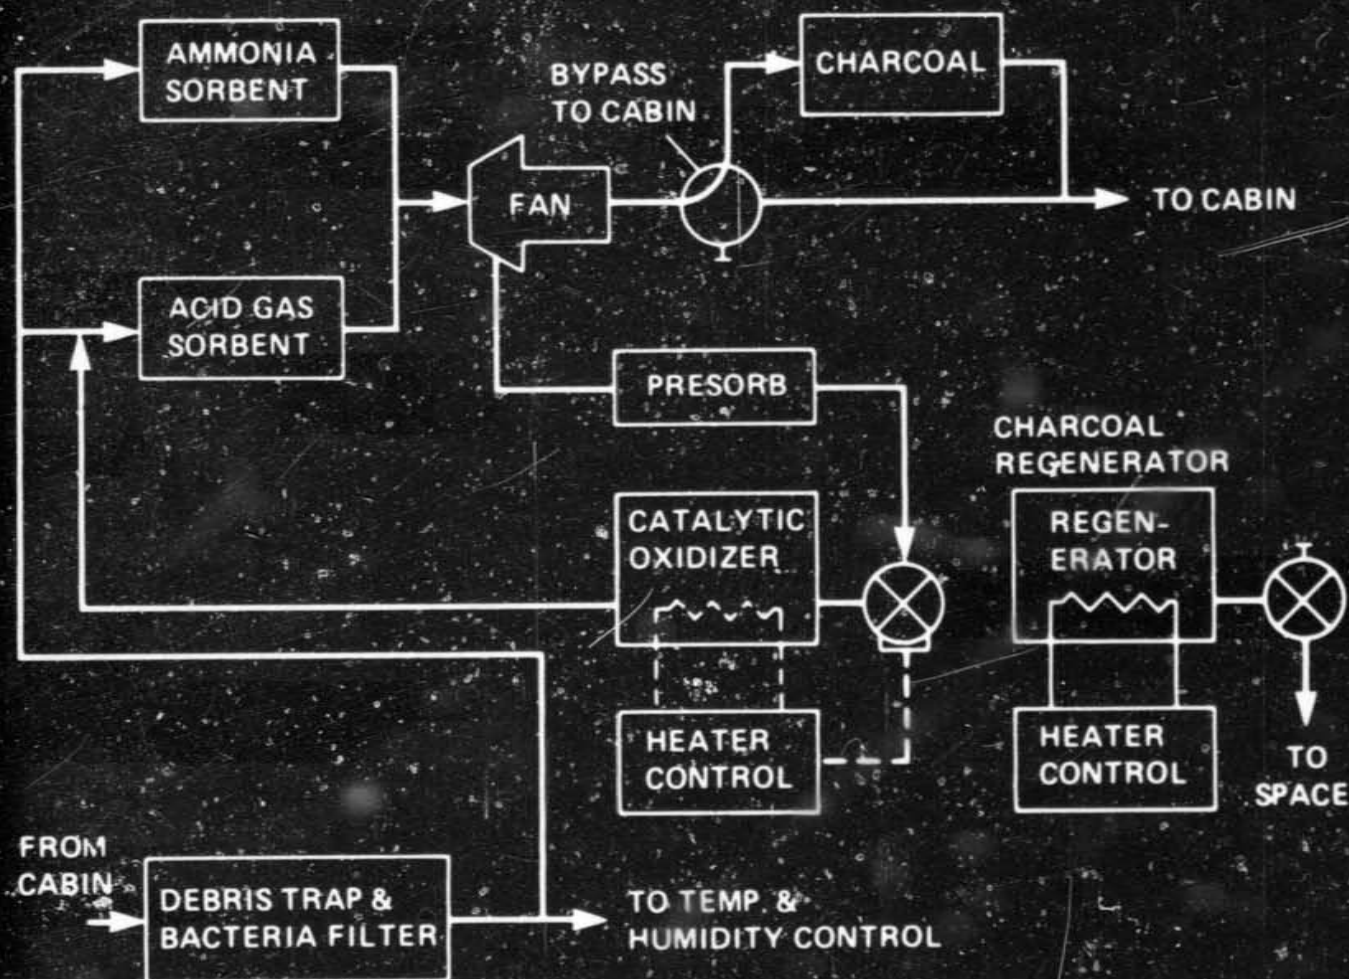 AMMONIA
SORBENT
BYPASS
TO CABIN
CHARCOAL
FAN
TO CABIN
ACID GAS
SORBENT
PRESORB
CHARCOAL
REGENERATOR
CATALYTIC
OXIDIZER
REGEN-
ERATOR
HEATER
CONTROL
HEATER
CONTROL
TO
SPACE
FROM
CABIN
DEBRIS TRAP &
BACTERIA FILTER
TO TEMP. &
HUMIDITY CONTROL